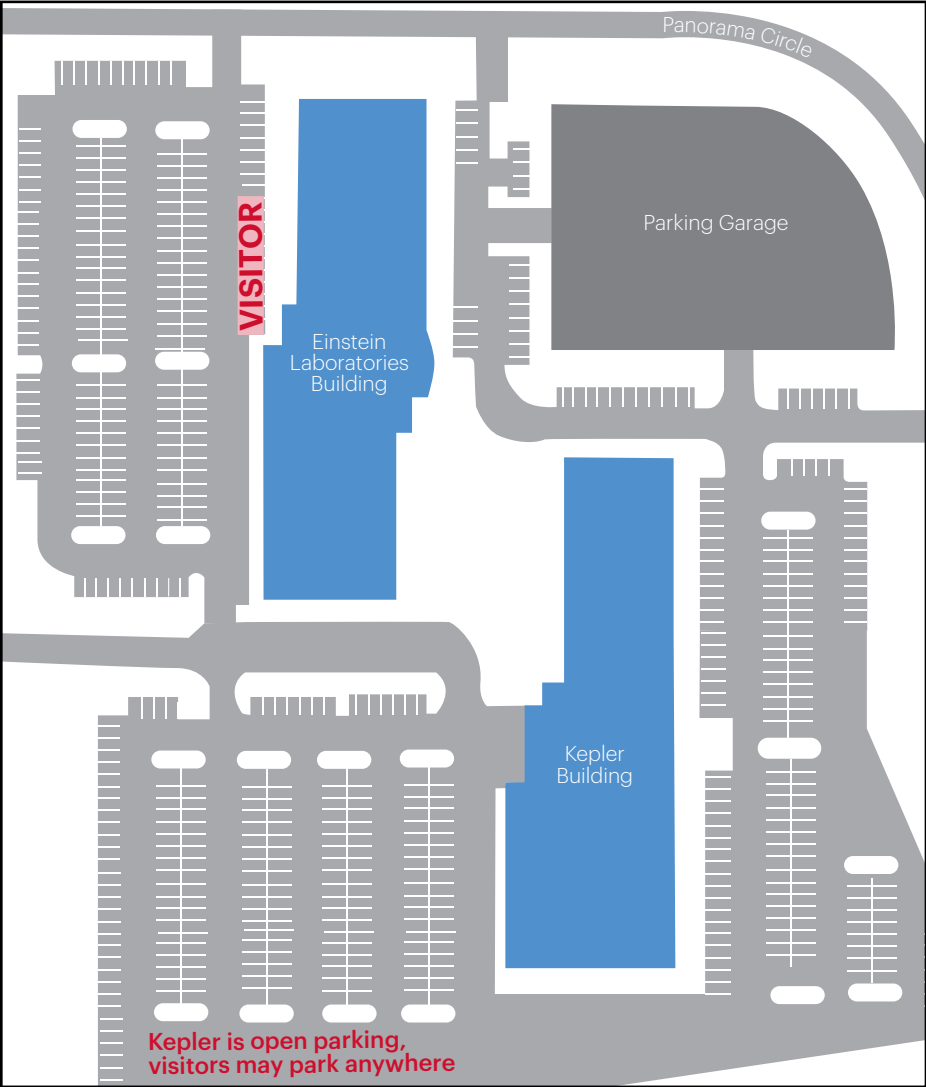 Panorama Circle
Parking Garage
VISITOR
Einstein
Laboratories
Building
Kepler
Building
Kepler is open parking,
visitors may park anywhere